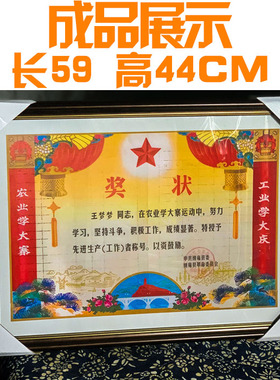 成品展示
长59 高44CM
农业学大寨
工业学大庆
奖状
王梦梦 同志，在农业学大寨运动中，努力
学习，坚持斗争，积极工作，成绩显著。特授予
先进生产(工作)者称号。以资鼓励。